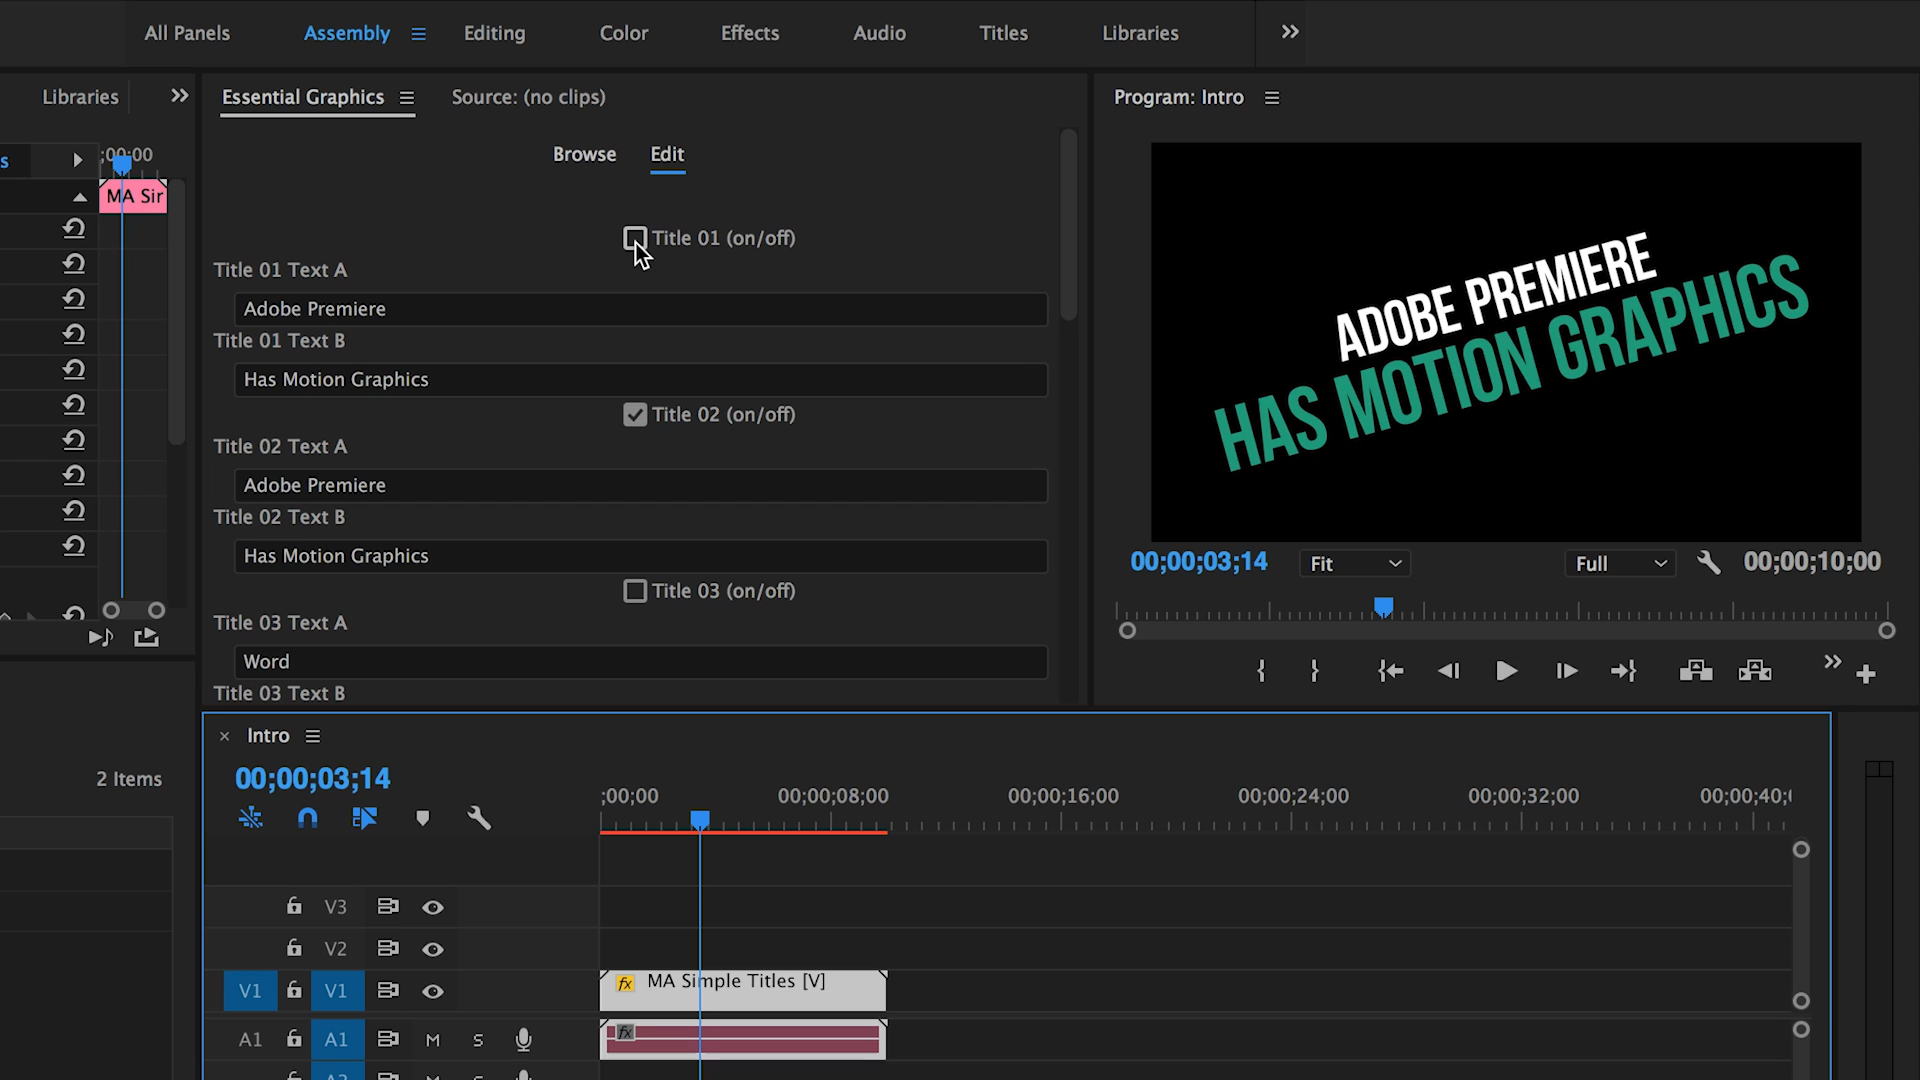 All Panels
Assembly
Editing
Color
Effects
Audio
Titles
Libraries
Libraries
Essential Graphics
Source: (no clips)
Program: Intro
Browse
Edit
s
;00;00
MA Sir
Title 01 (on/off)
Title 01 Text A
Adobe Premiere
Title 01 Text B
Has Motion Graphics
Title 02 (on/off)
Title 02 Text A
Adobe Premiere
Title 02 Text B
Has Motion Graphics
Title 03 (on/off)
Title 03 Text A
Word
Title 03 Text B
ADOBE PREMIERE
HAS MOTION GRAPHICS
00;00;03;14
Fit
Full
00;00;10;00
2 Items
Intro
00;00;03;14
;00;00
00;00;08;00
00;00;16;00
00;00;24;00
00;00;32;00
00;00;40;(
V3
V2
V1
V1
fx
MA Simple Titles [V]
A1
A1
M
S
fx